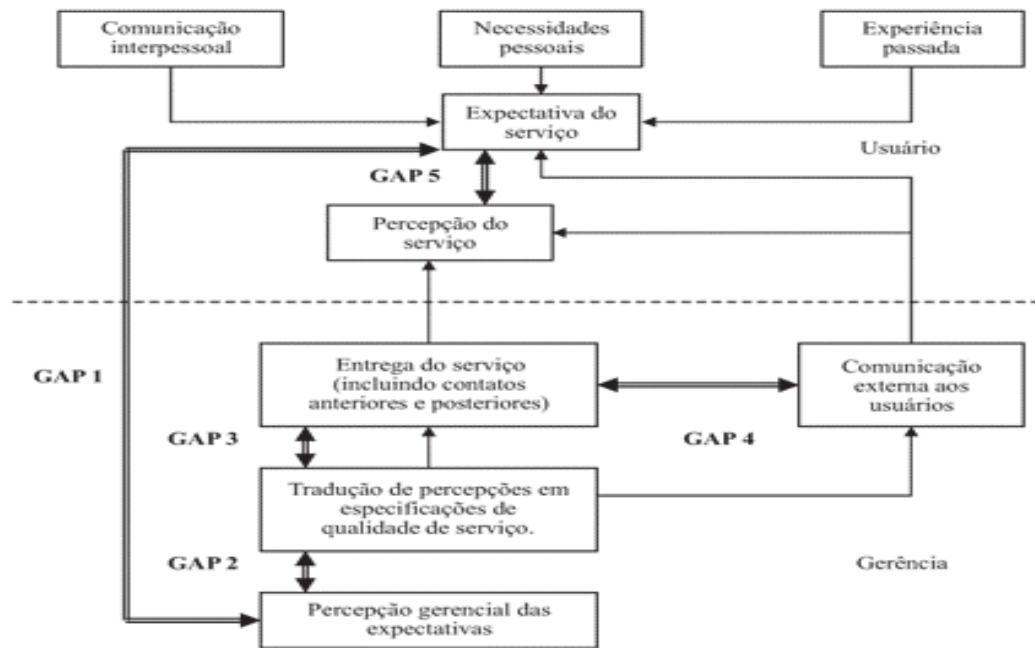 Comunicação
interpessoal
Necessidades
pessoais
Experiência
passada
Expectativa do
serviço
Usuário
GAP 5
Percepção do
serviço
GAP 1
Entrega do serviço
(incluindo contatos
anteriores e posteriores)
Comunicação
externa aos
usuários
GAP 3
GAP 4
Tradução de percepções em
especificações de
qualidade de serviço.
GAP 2
Gerência
Percepção gerencial das
expectativas